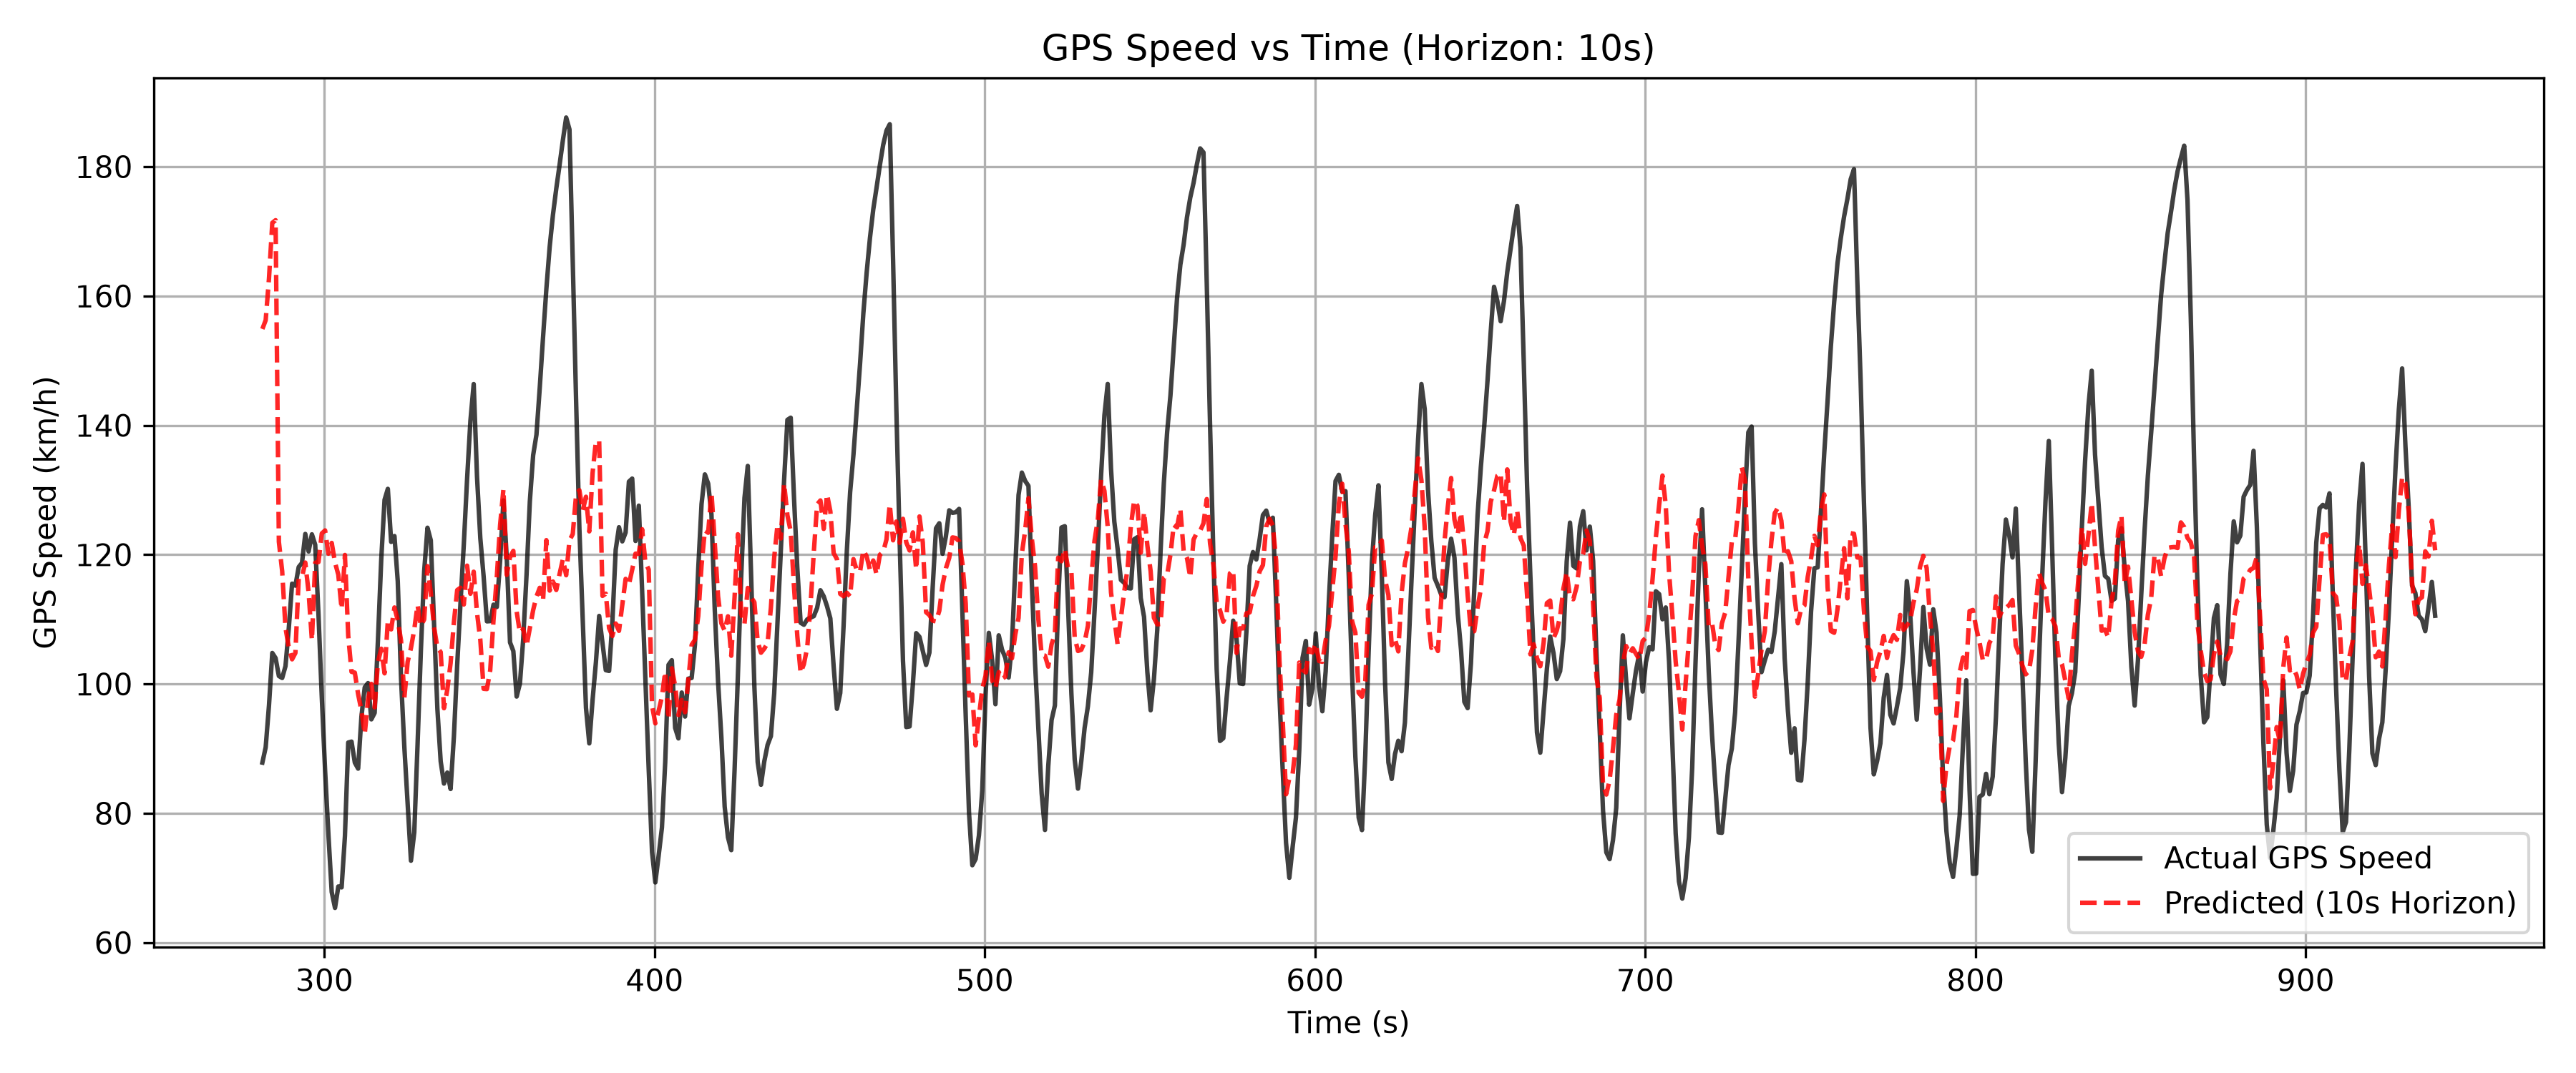 GPS Speed vs Time (Horizon: 10s)
GPS Speed (km/h)
180
160
140
120
100
80
60
300 400 500 600 700 800 900
Time (s)
Actual GPS Speed
Predicted (10s Horizon)